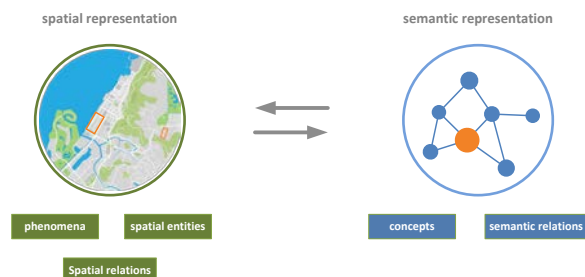 spatial representation
semantic representation
phenomena
spatial entities
concepts
semantic relations
Spatial relations